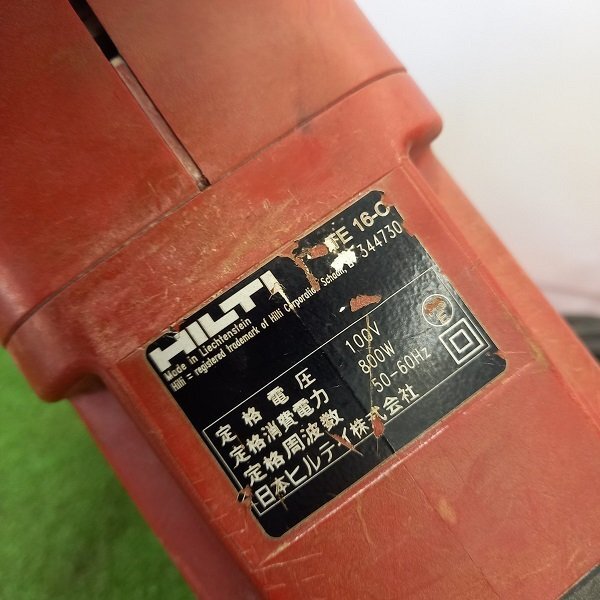 HILTI
TE 16-C
Made in Liechtenstein
Hilti = registered trademark of Hilti Corporation, Schaan,
344730
定格電圧 100V
定格消費電力 800W
定格周波数 50-60Hz
日本ヒルティ株式会社